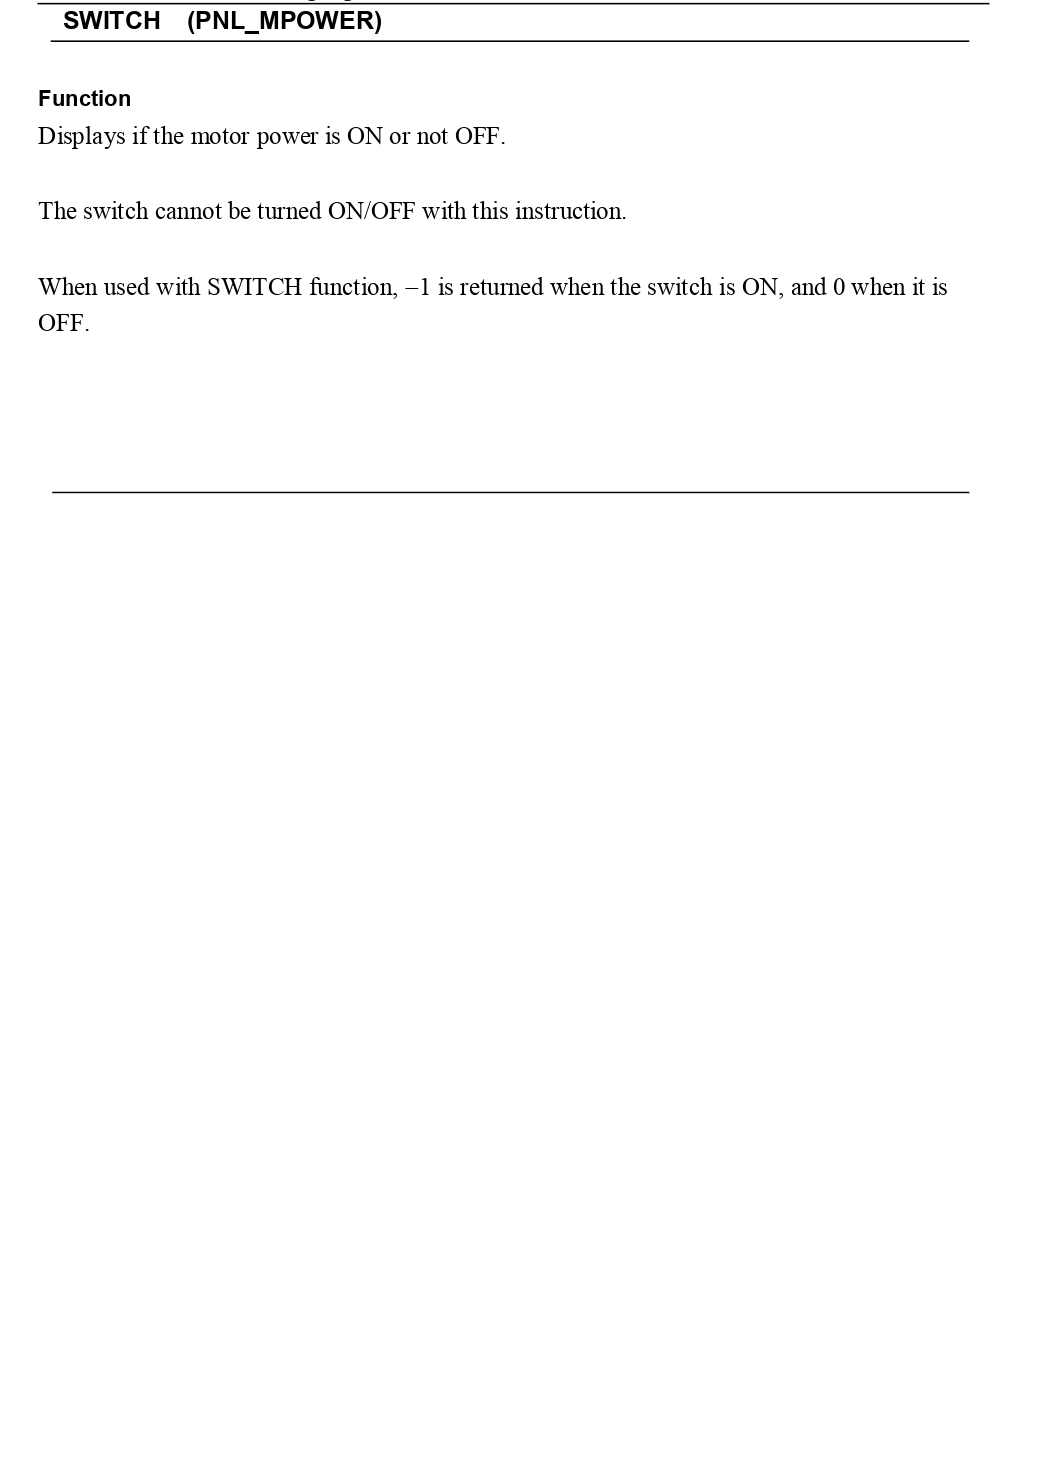 SWITCH (PNL_MPOWER)
Function
Displays if the motor power is ON or not OFF.
The switch cannot be turned ON/OFF with this instruction.
When used with SWITCH function, –1 is returned when the switch is ON, and 0 when it is
OFF.